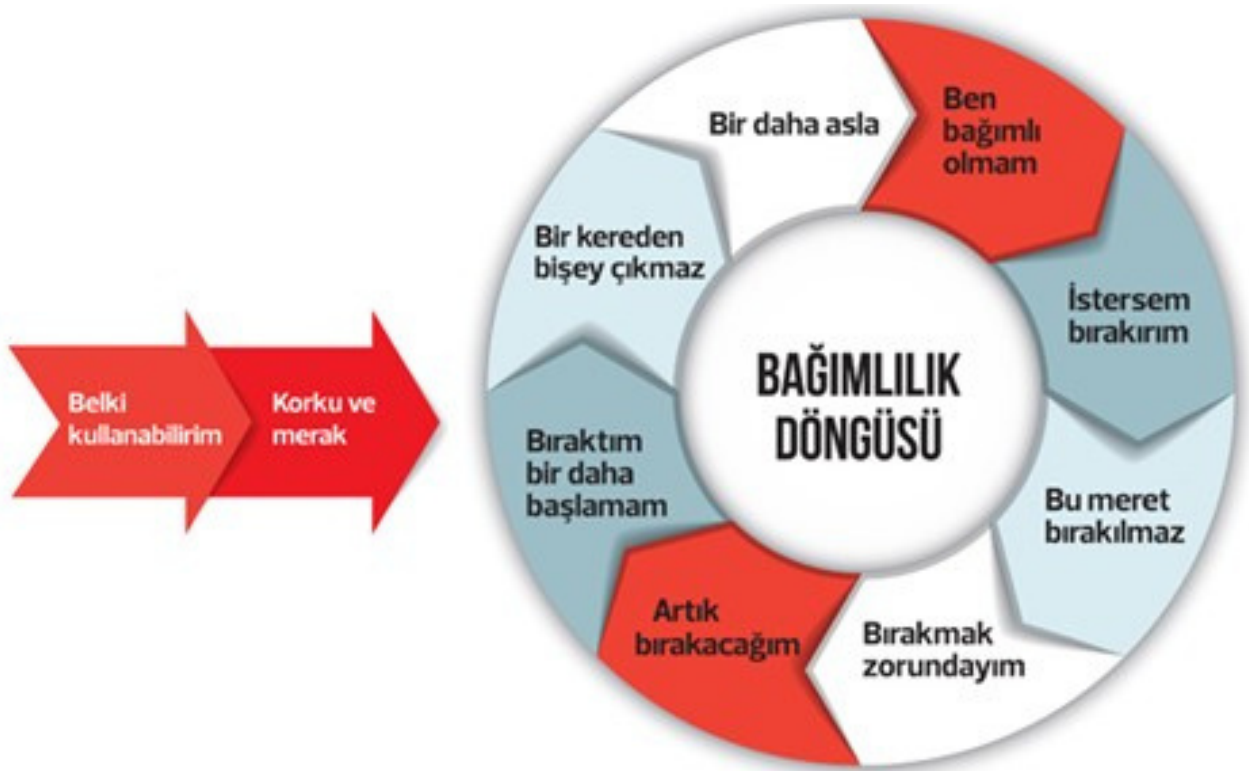 Belki
kullanabilirim
Korku ve
merak
BAĞIMLILIK
DÖNGÜSÜ
Ben
bağımlı
olmam
İstersem
bırakırım
Bu meret
bırakılmaz
Bırakmak
zorundayım
Artık
bırakacağım
Bıraktım
bir daha
başlamam
Bir kereden
bişey çıkmaz
Bir daha asla